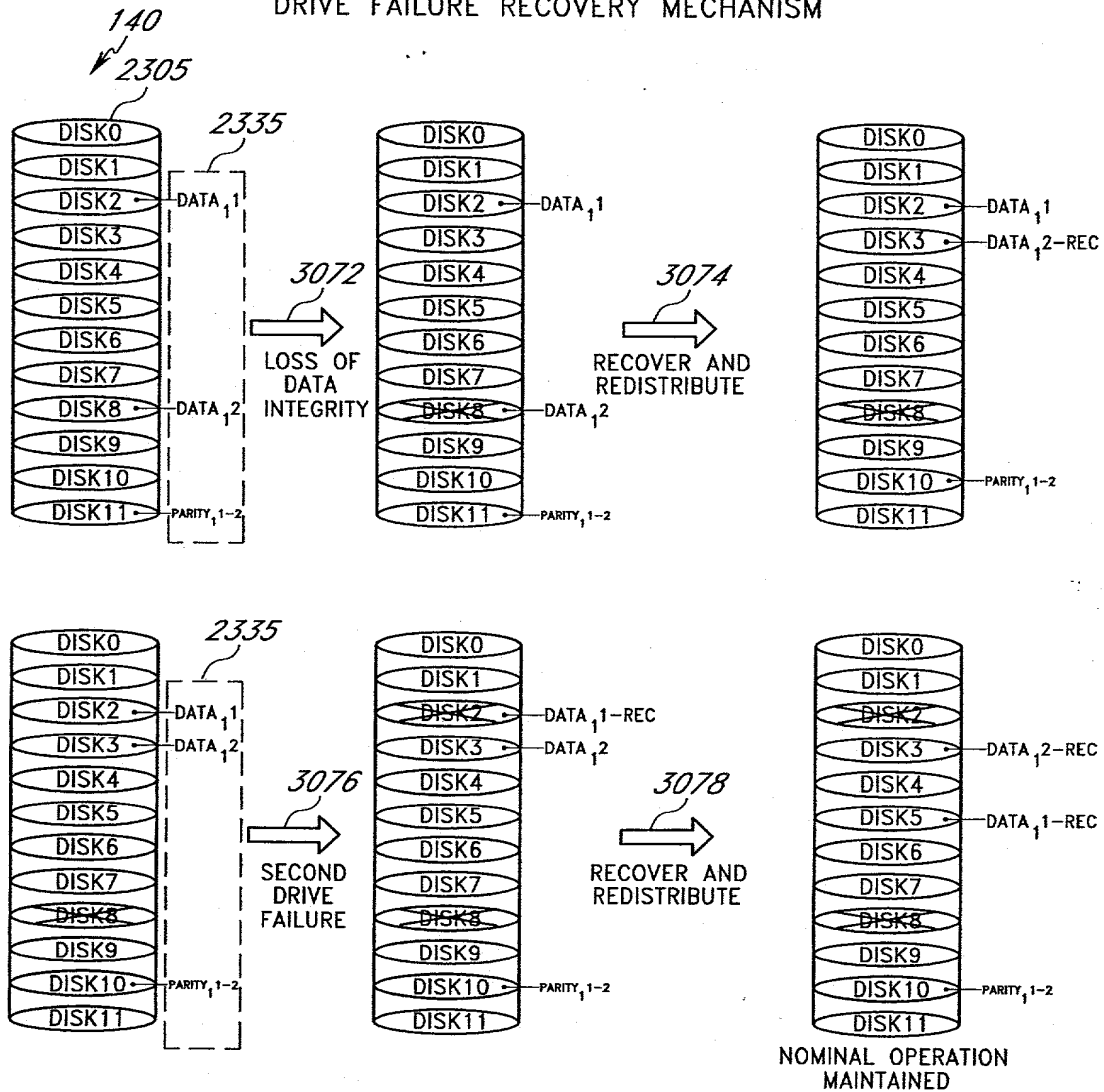 DRIVE FAILURE RECOVERY MECHANISM
140
2305
2335
DISK0
DISK1
DISK2
DATA₁1
DISK3
DISK4
DISK5
DISK6
DISK7
DISK8
DATA₁2
DISK9
DISK10
DISK11
PARITY₁1-2
3072
LOSS OF
DATA
INTEGRITY
DISK0
DISK1
DISK2
DATA₁1
DISK3
DISK4
DISK5
DISK6
DISK7
DISK8
DATA₁2
DISK9
DISK10
DISK11
PARITY₁1-2
3074
RECOVER AND
REDISTRIBUTE
DISK0
DISK1
DISK2
DATA₁1
DISK3
DATA₁2-REC
DISK4
DISK5
DISK6
DISK7
DISK8
DISK9
DISK10
PARITY₁1-2
DISK11
2335
DISK0
DISK1
DISK2
DATA₁1
DISK3
DATA₁2
DISK4
DISK5
DISK6
DISK7
DISK8
DISK9
DISK10
PARITY₁1-2
DISK11
3076
SECOND
DRIVE
FAILURE
DISK0
DISK1
DISK2
DATA₁1-REC
DISK3
DATA₁2
DISK4
DISK5
DISK6
DISK7
DISK8
DISK9
DISK10
PARITY₁1-2
DISK11
3078
RECOVER AND
REDISTRIBUTE
DISK0
DISK1
DISK2
DISK3
DATA₁2-REC
DISK4
DISK5
DATA₁1-REC
DISK6
DISK7
DISK8
DISK9
DISK10
PARITY₁1-2
DISK11
NOMINAL OPERATION
MAINTAINED